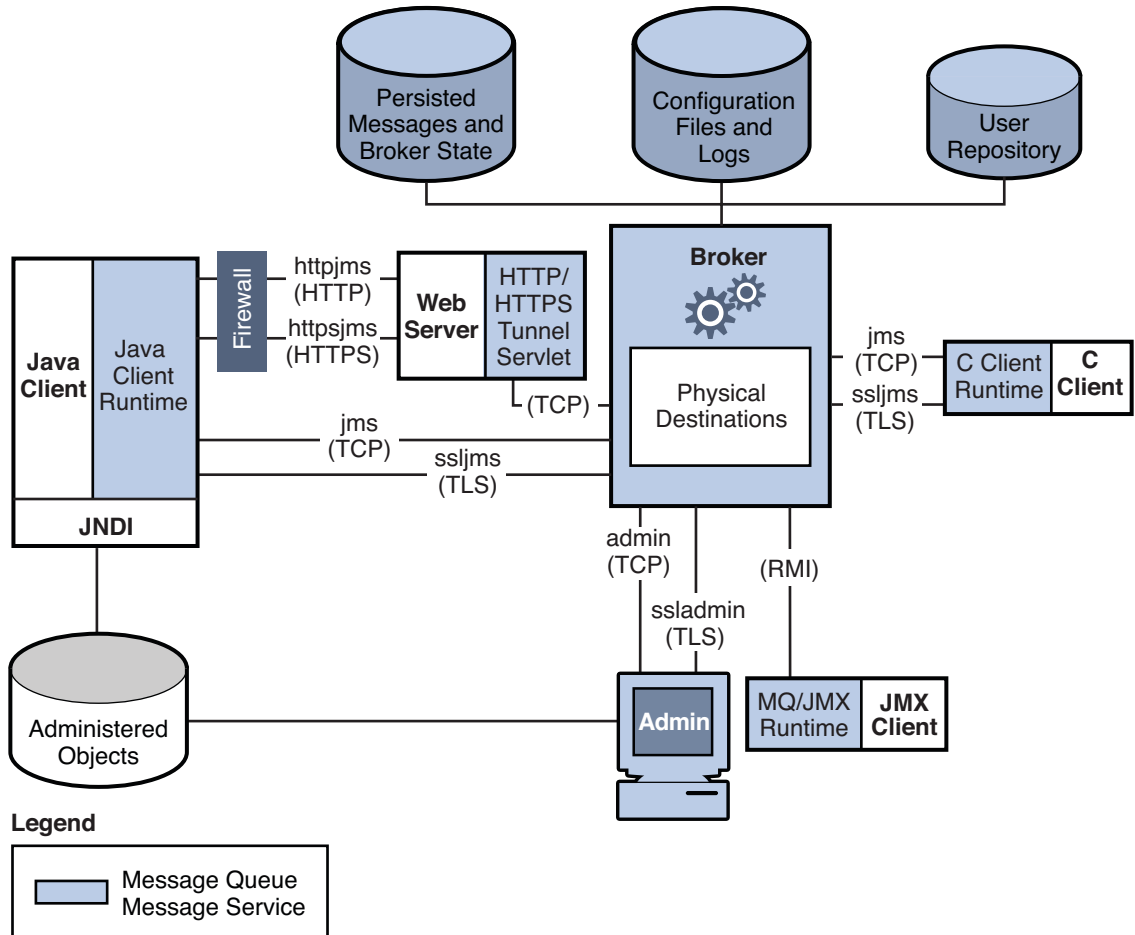 Persisted
Messages and
Broker State
Configuration
Files and
Logs
User
Repository
Java
Client
Java
Client
Runtime
JNDI
Firewall
httpjms
(HTTP)
httpsjms
(HTTPS)
Web
Server
HTTP/
HTTPS
Tunnel
Servlet
(TCP)
jms
(TCP)
ssljms
(TLS)
Broker
Physical
Destinations
jms
(TCP)
ssljms
(TLS)
C Client
Runtime
C
Client
admin
(TCP)
ssladmin
(TLS)
(RMI)
Administered
Objects
Admin
MQ/JMX
Runtime
JMX
Client
Legend
Message Queue
Message Service